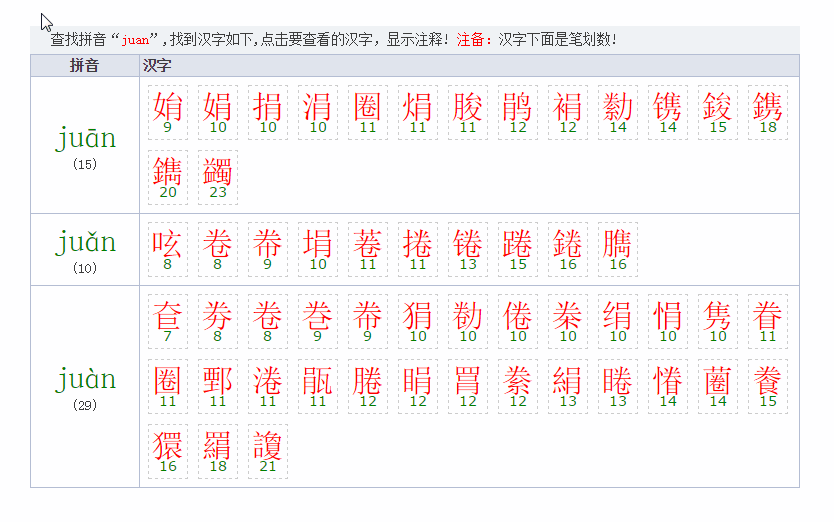 查找拼音“juan”,找到汉字如下,点击要查看的汉字，显示注释! 注备：汉字下面是笔划数!
拼音 汉字
juān
(15)
姢 娟 捐 涓 圈 焆 朘 鹃 裐 勬 镌 鋑 鐫
9 10 10 10 11 11 11 12 12 14 14 15 18
鐫 蠲
20 23
juǎn
(10)
呟 卷 帣 埍 菤 捲 锩 踡 錈 臇
8 8 9 10 11 11 13 15 16 16
juàn
(29)
奆 劵 卷 巻 帣 狷 勌 倦 桊 绢 悁 隽 眷
7 8 8 9 9 10 10 10 10 10 10 10 11
圈 鄄 淃 瓹 腃 睊 罥 絭 絹 睠 慻 蔨 餋
11 11 11 11 12 12 12 12 13 13 14 14 15
獧 羂 讂
16 18 21